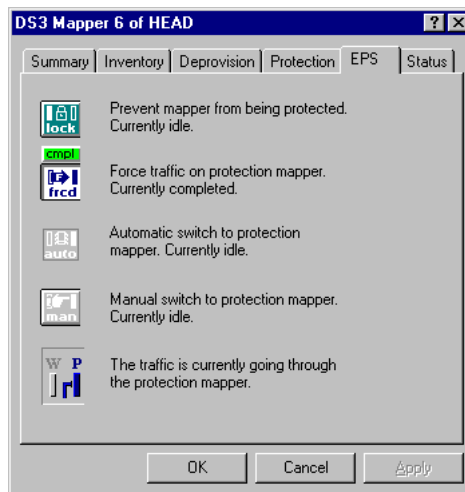 DS3 Mapper 6 of HEAD
Summary Inventory Deprovision Protection EPS Status
lock
Prevent mapper from being protected.
Currently idle.
cmpl
frcd
Force traffic on protection mapper.
Currently completed.
auto
Automatic switch to protection
mapper. Currently idle.
man
Manual switch to protection mapper.
Currently idle.
W P
The traffic is currently going through
the protection mapper.
OK Cancel Apply